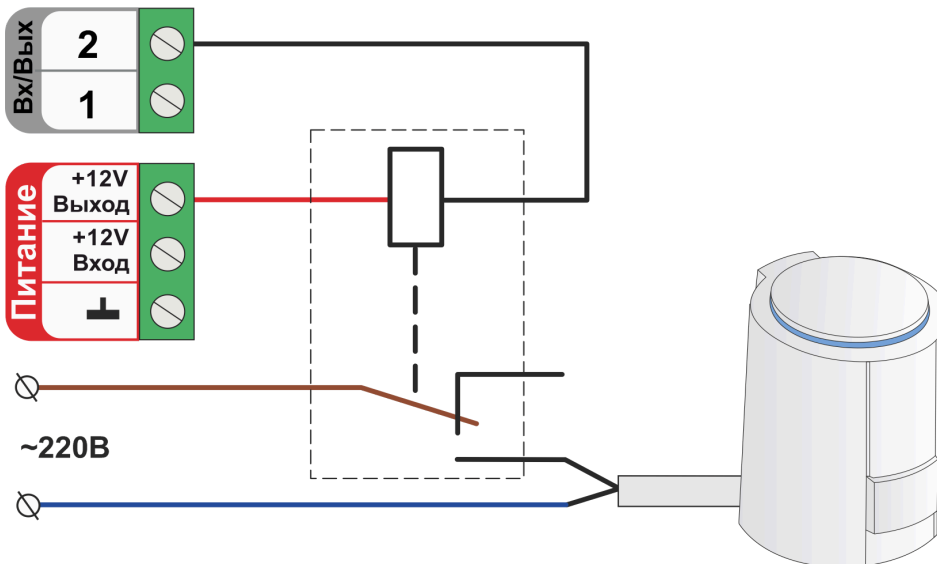 Вх/Вых
2
1
Питание
+12V
Выход
+12V
Вход
~220В